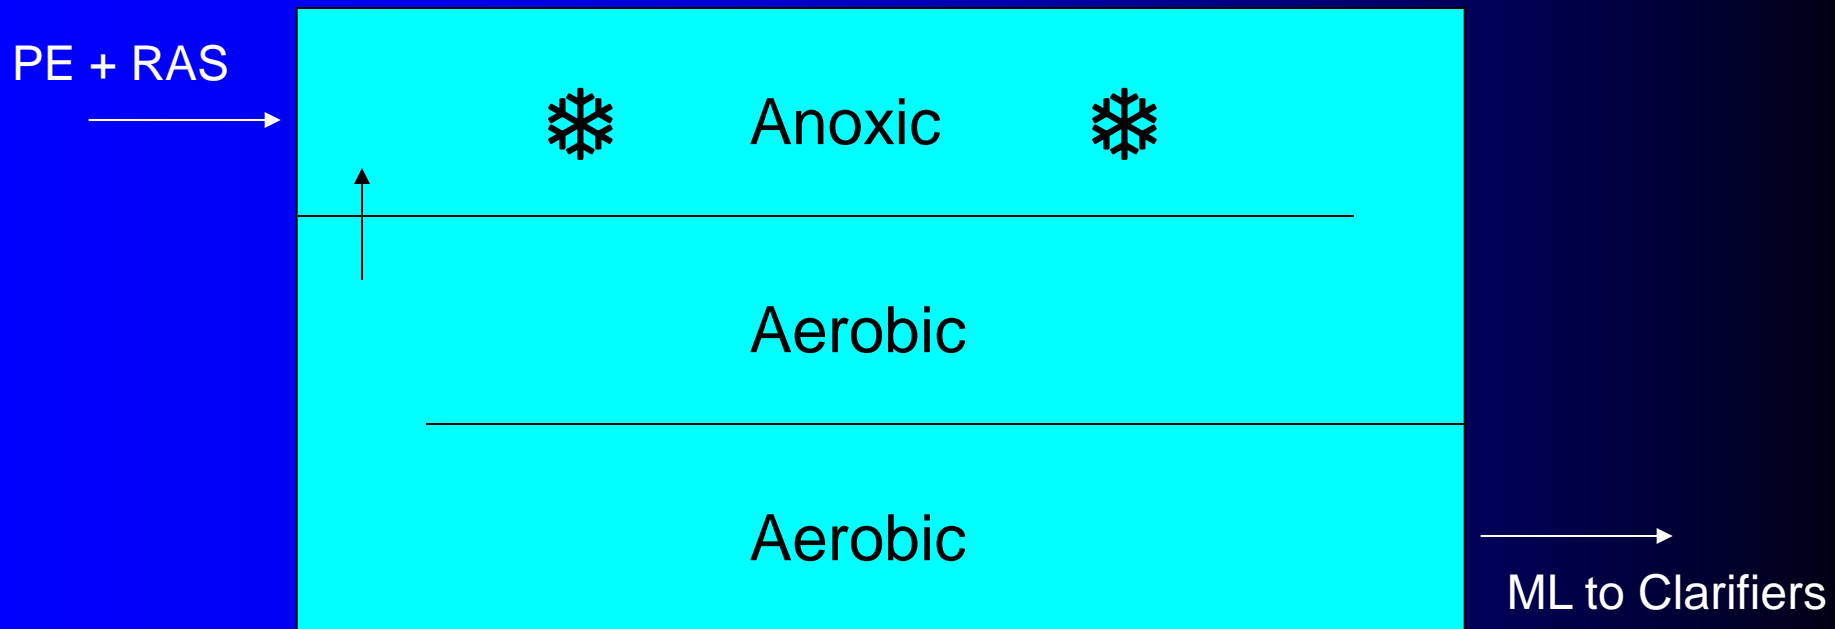 PE + RAS
Anoxic
Aerobic
Aerobic
ML to Clarifiers